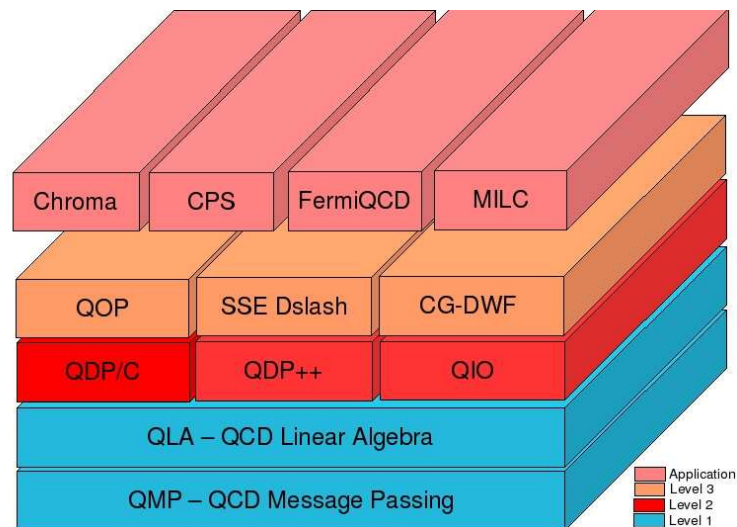 Chroma CPS FermiQCD MILC
QOP SSE Dslash CG-DWF
QDP/C QDP++ QIO
QLA – QCD Linear Algebra
QMP – QCD Message Passing
Application
Level 3
Level 2
Level 1